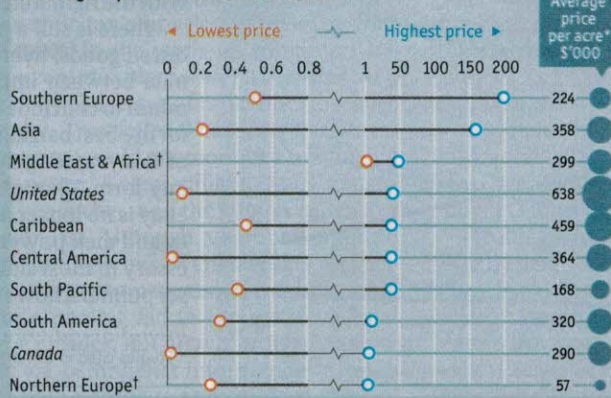 Average
price
per acre*
$'000
◄ Lowest price
Highest price ►
0 0.2 0.4 0.6 0.8 1 50 100 150 200
Southern Europe 224
Asia 358
Middle East & Africa† 299
United States 638
Caribbean 459
Central America 364
South Pacific 168
South America 320
Canada 290
Northern Europe† 57